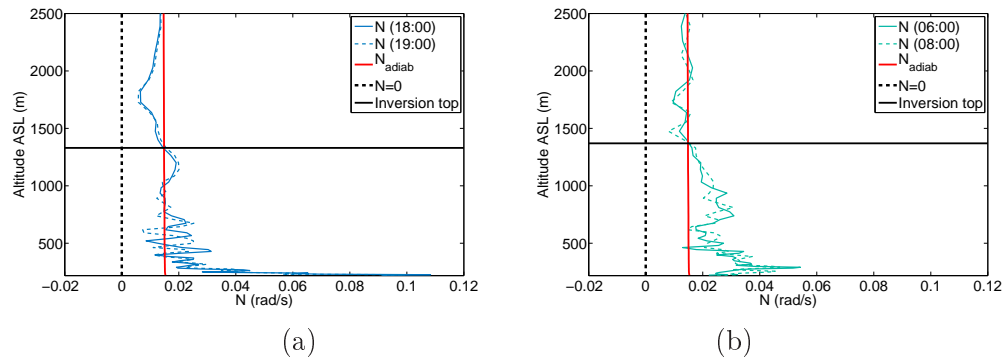 2500
2000
1500
1000
500
Altitude ASL (m)
−0.02 0 0.02 0.04 0.06 0.08 0.1 0.12
N (rad/s)
N (18:00)
N (19:00)
N_adiab
N=0
Inversion top
(a)
2500
2000
1500
1000
500
Altitude ASL (m)
−0.02 0 0.02 0.04 0.06 0.08 0.1 0.12
N (rad/s)
N (06:00)
N (08:00)
N_adiab
N=0
Inversion top
(b)